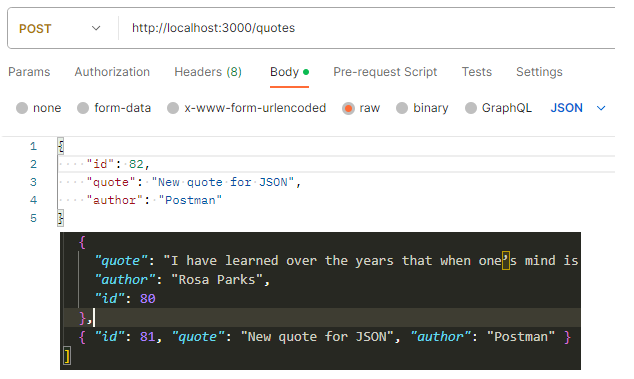 POST http://localhost:3000/quotes
Params Authorization Headers (8) Body Pre-request Script Tests Settings
none form-data x-www-form-urlencoded raw binary GraphQL JSON
1 {
2 "id": 82,
3 "quote": "New quote for JSON",
4 "author": "Postman"
5 }
{
"quote": "I have learned over the years that when one’s mind is
"author": "Rosa Parks",
"id": 80
},
{ "id": 81, "quote": "New quote for JSON", "author": "Postman" }
]